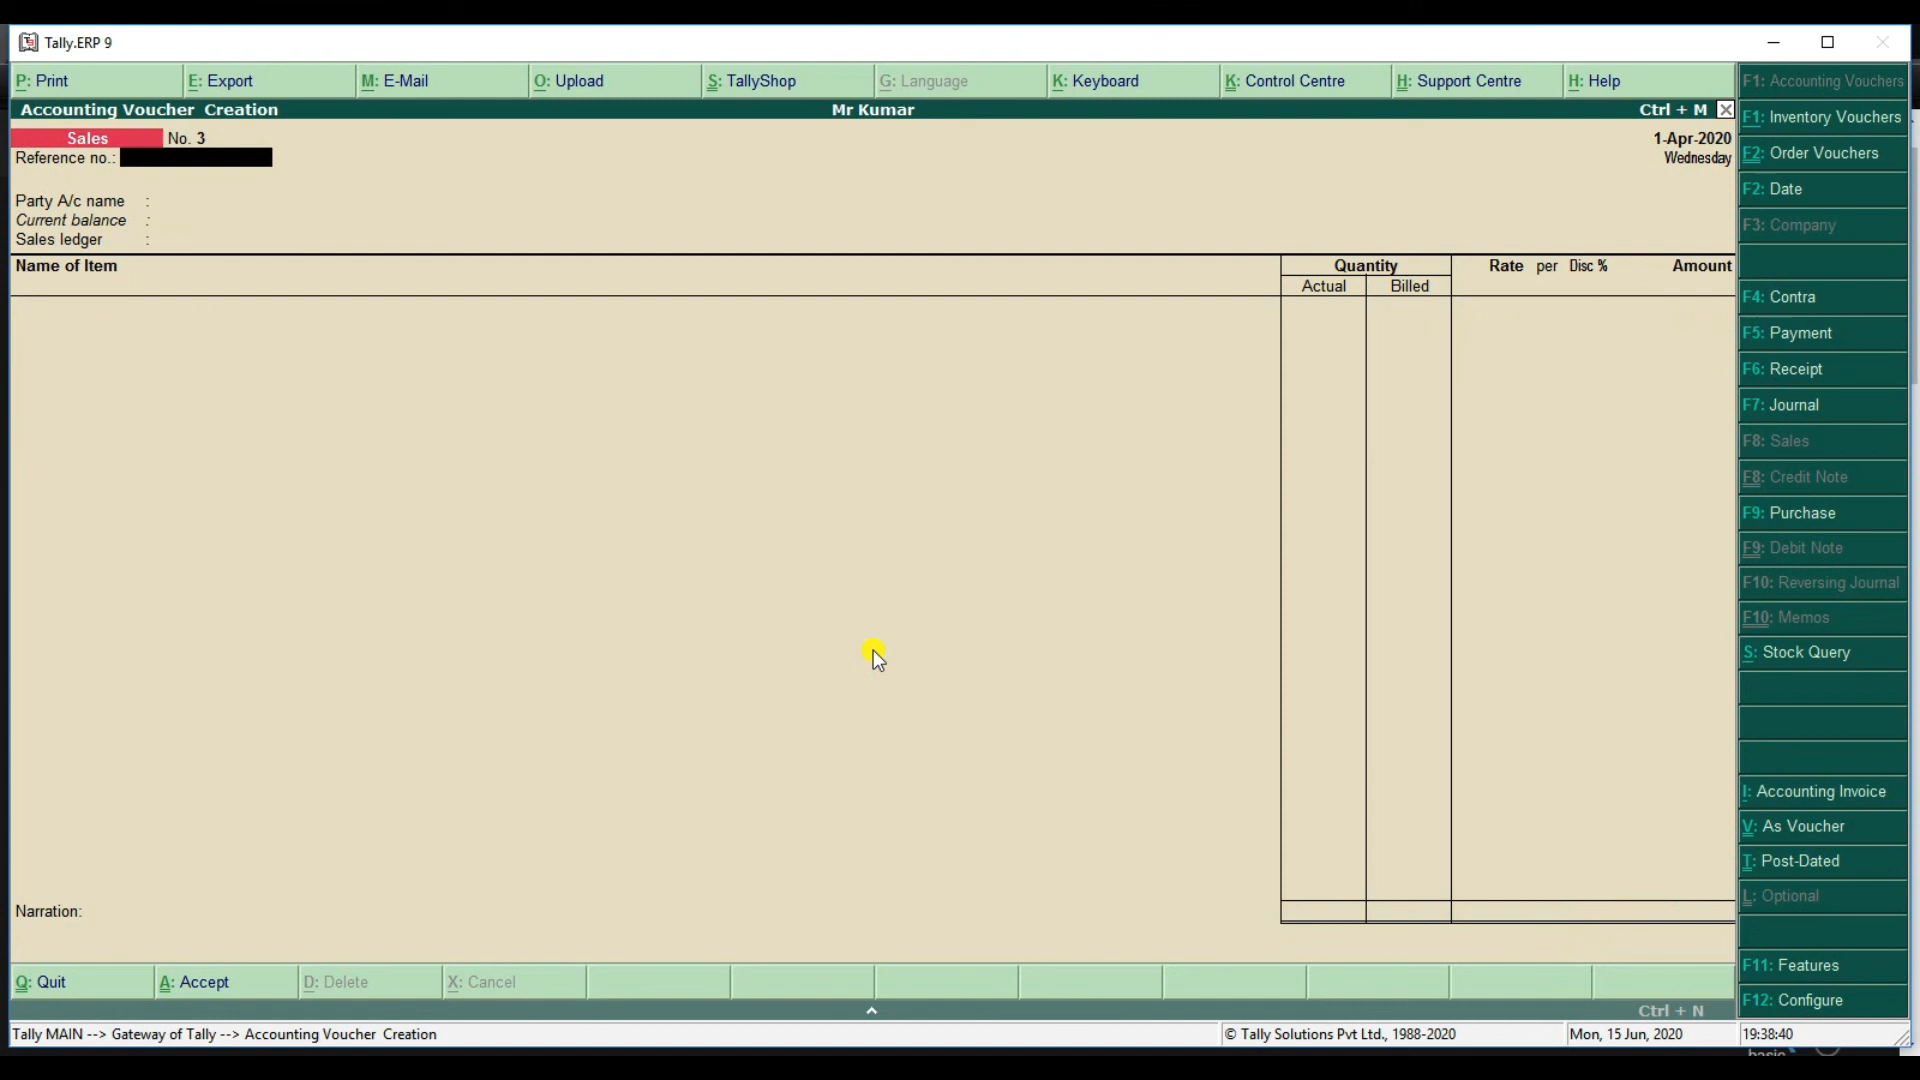 Tally.ERP 9
P: Print E: Export M: E-Mail O: Upload S: TallyShop G: Language K: Keyboard K: Control Centre H: Support Centre H: Help
Accounting Voucher Creation Mr Kumar Ctrl + M
Sales No. 3 1-Apr-2020
Reference no.: Wednesday
Party A/c name :
Current balance :
Sales ledger :
Name of Item Quantity Rate per Disc % Amount
Actual Billed
Narration:
F1: Accounting Vouchers
F1: Inventory Vouchers
F2: Order Vouchers
F2: Date
F3: Company
F4: Contra
F5: Payment
F6: Receipt
F7: Journal
F8: Sales
F8: Credit Note
F9: Purchase
F9: Debit Note
F10: Reversing Journal
F10: Memos
S: Stock Query
I: Accounting Invoice
V: As Voucher
T: Post-Dated
L: Optional
F11: Features
F12: Configure
Q: Quit A: Accept D: Delete X: Cancel
Ctrl + N
Tally MAIN --> Gateway of Tally --> Accounting Voucher Creation © Tally Solutions Pvt Ltd., 1988-2020 Mon, 15 Jun, 2020 19:38:40